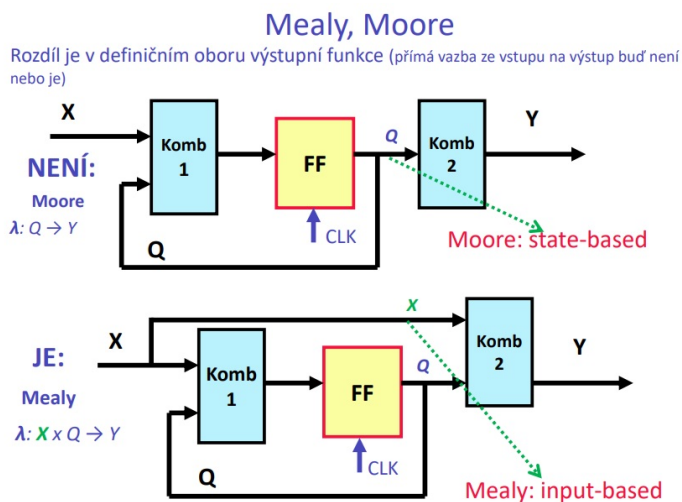 Mealy, Moore
Rozdíl je v definičním oboru výstupní funkce (přímá vazba ze vstupu na výstup buď není
nebo je)
X
Komb
1
FF
Q
Komb
2
Y
NENÍ:
Moore
λ: Q → Y
Q
CLK
Moore: state-based
X
X
Komb
2
Y
JE:
Komb
1
FF
Q
Mealy
λ: X x Q → Y
Q
CLK
Mealy: input-based